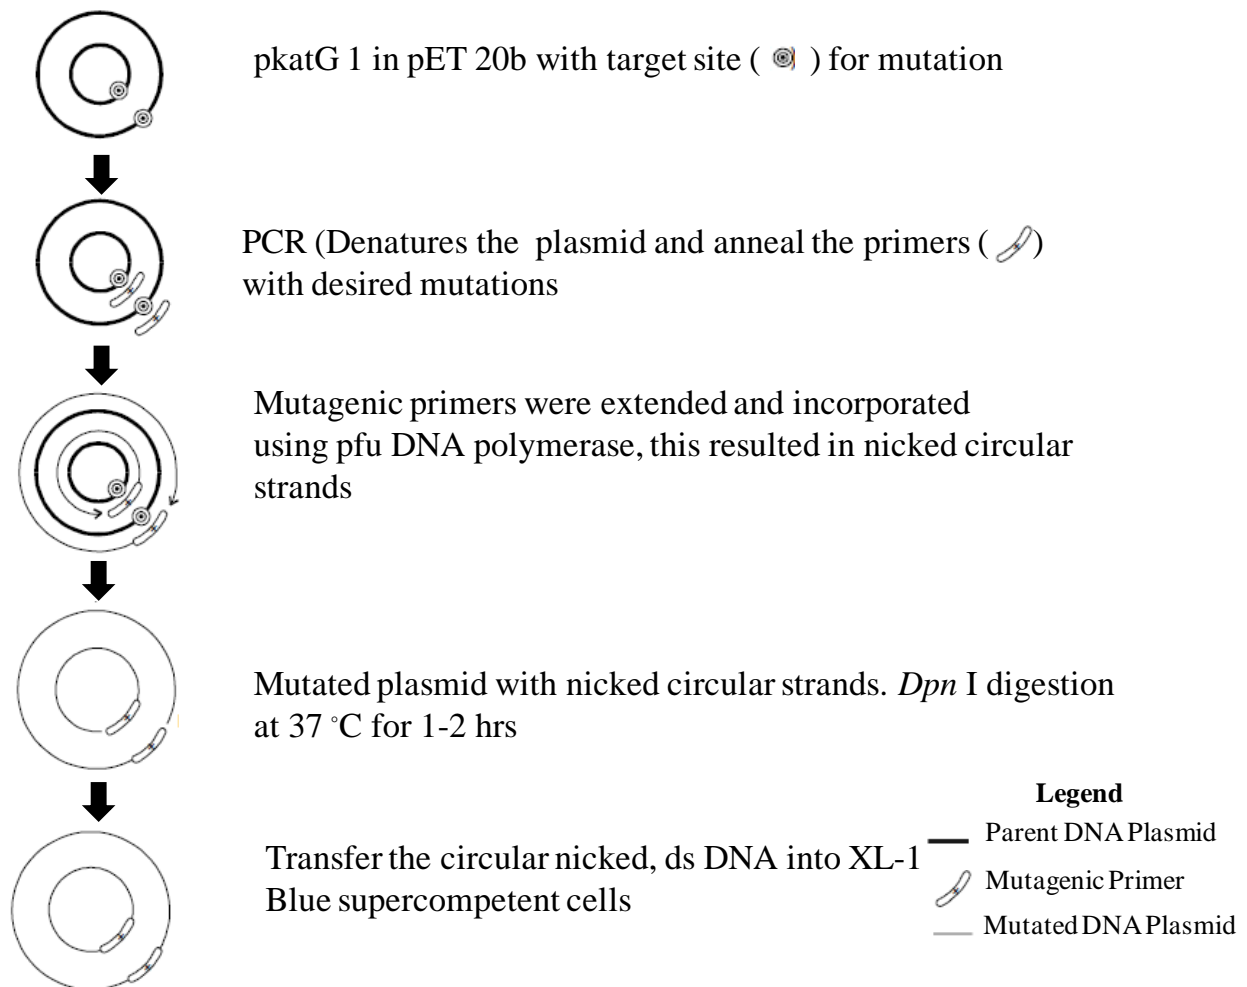 pkatG 1 in pET 20b with target site ( ) for mutation
PCR (Denatures the plasmid and anneal the primers ( )
with desired mutations
Mutagenic primers were extended and incorporated
using pfu DNA polymerase, this resulted in nicked circular
strands
Mutated plasmid with nicked circular strands. Dpn I digestion
at 37 °C for 1-2 hrs
Transfer the circular nicked, ds DNA into XL-1
Blue supercompetent cells
Legend
Parent DNA Plasmid
Mutagenic Primer
Mutated DNA Plasmid